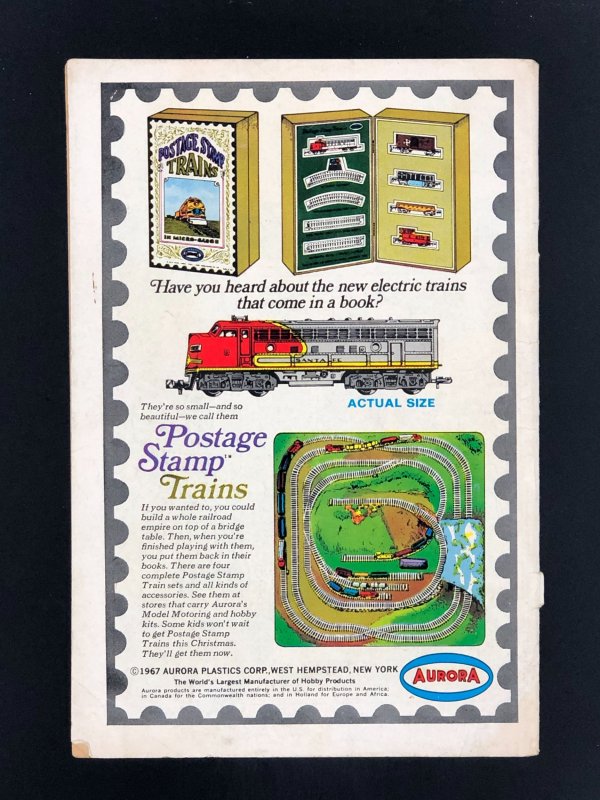 POSTAGE STAMP
TRAINS
IN MICRO-GAUGE
Postage Stamp Trains
Have you heard about the new electric trains
that come in a book?
SANTA FE
ACTUAL SIZE
They're so small—and so
beautiful—we call them
Postage
Stamp™
Trains
If you wanted to, you could
build a whole railroad
empire on top of a bridge
table. Then, when you're
finished playing with them,
you put them back in their
books. There are four
complete Postage Stamp
Train sets and all kinds of
accessories. See them at
stores that carry Aurora's
Model Motoring and hobby
kits. Some kids won't wait
to get Postage Stamp
Trains this Christmas.
They'll get them now.
©1967 AURORA PLASTICS CORP., WEST HEMPSTEAD, NEW YORK
The World's Largest Manufacturer of Hobby Products
Aurora products are manufactured entirely in the U.S. for distribution in America;
in Canada for the Commonwealth nations; and in Holland for Europe and Africa.
AURORA